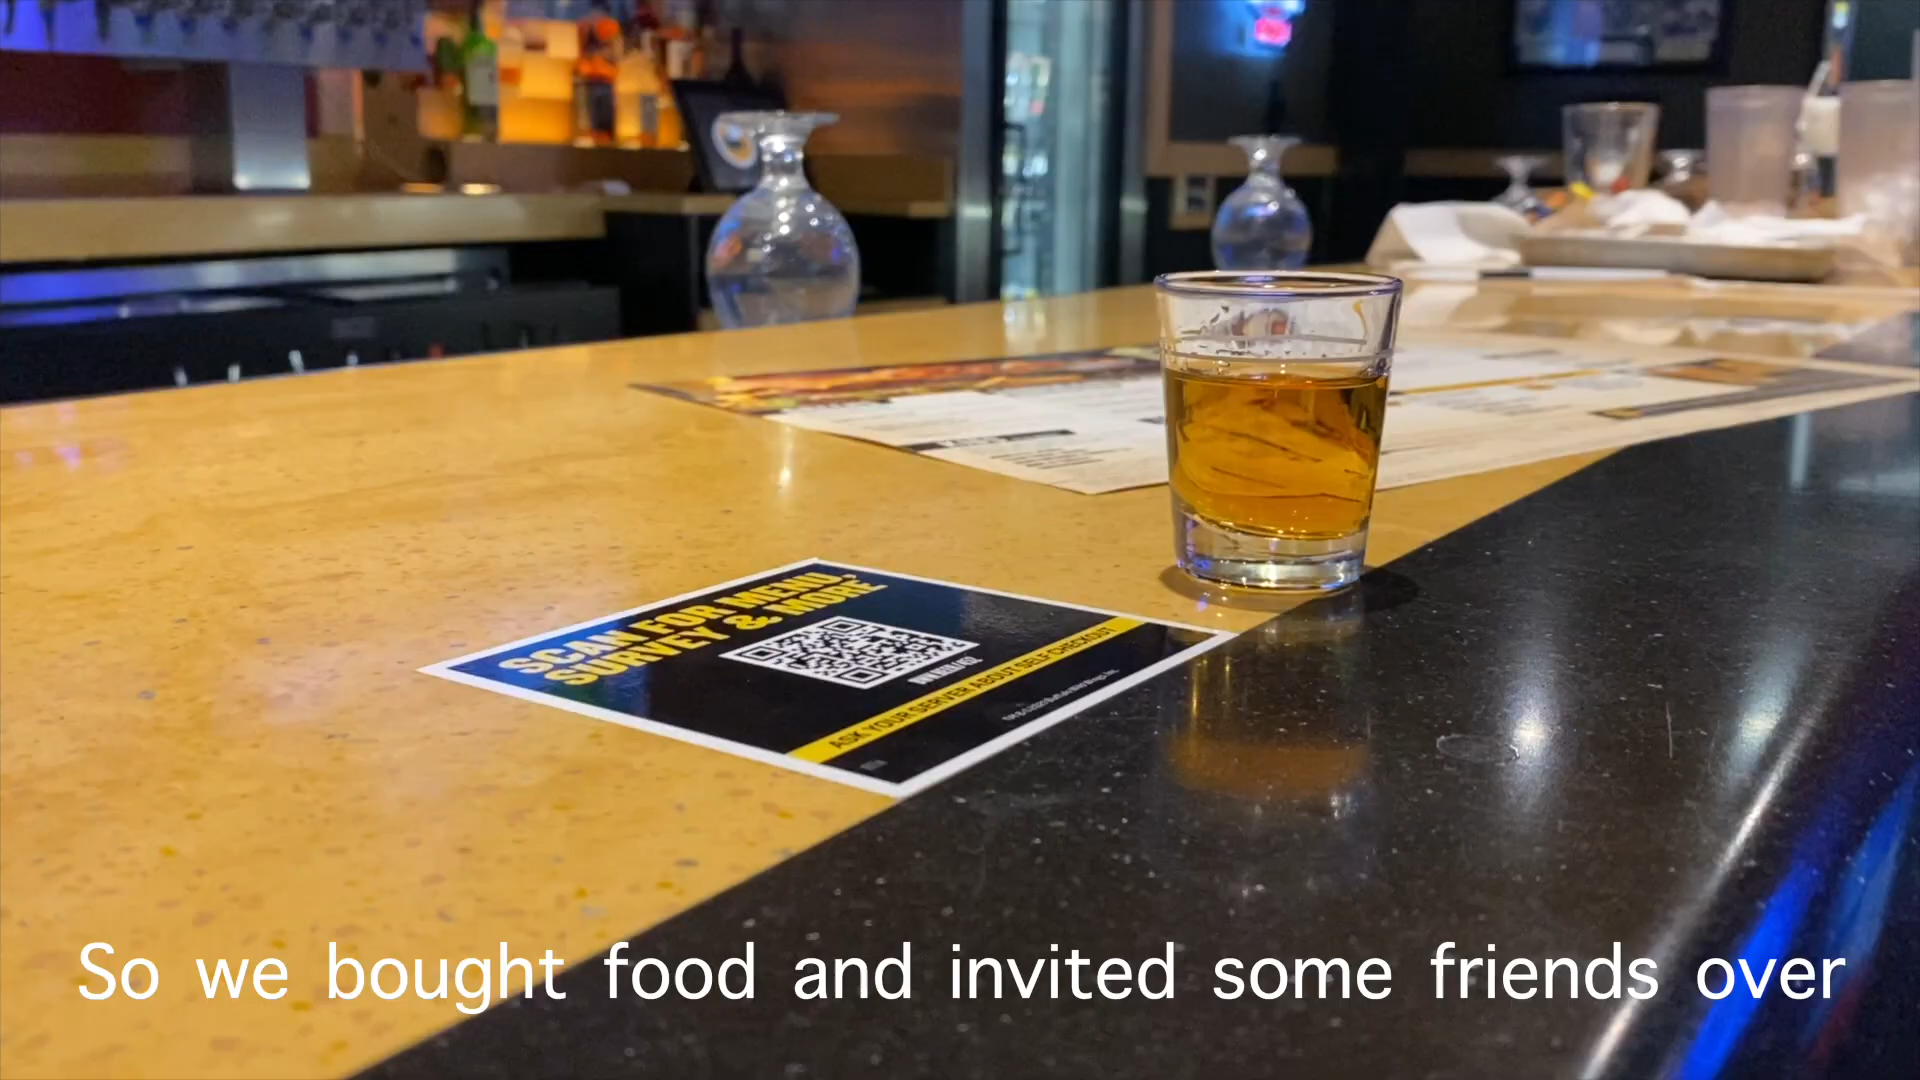 SCAN FOR MENU,
SURVEY & MORE
ASK YOUR SERVER ABOUT SELF CHECKOUT
So we bought food and invited some friends over